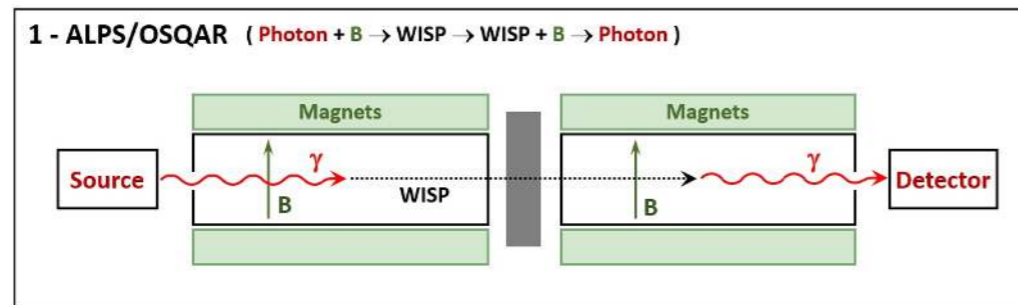 1 - ALPS/OSQAR ( Photon + B → WISP → WISP + B → Photon )
Magnets Magnets
γ γ
Source Detector
WISP
B B